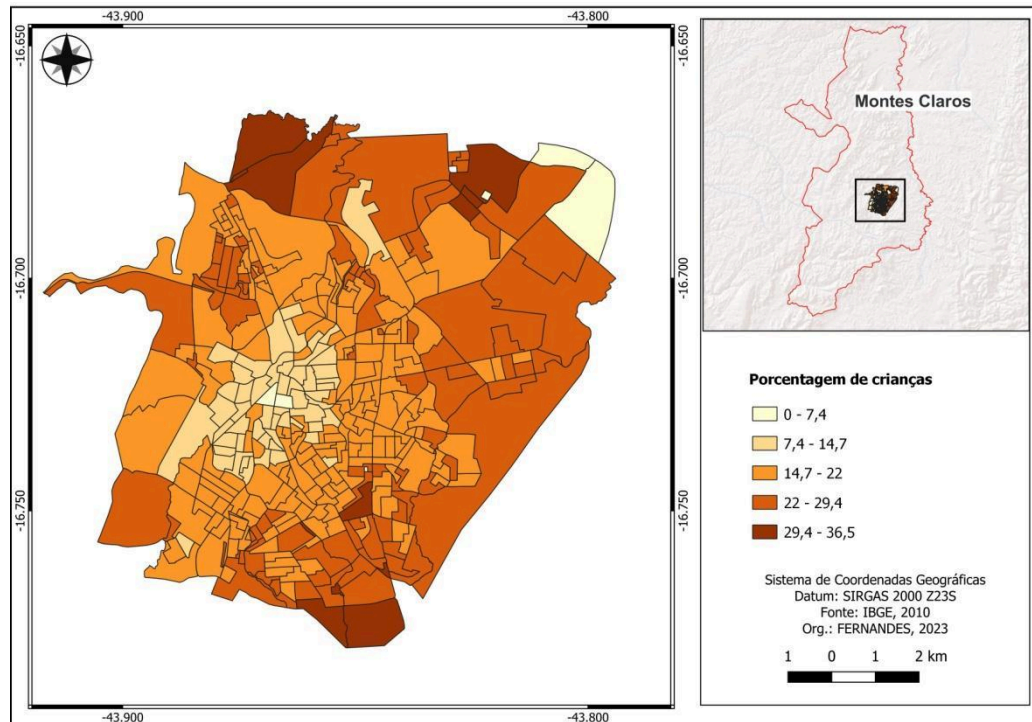 -43.900
-43.800
-16.650
-16.650
Montes Claros
-16.700
-16.700
-16.750
-16.750
-43.900
-43.800
Porcentagem de crianças
0 - 7,4
7,4 - 14,7
14,7 - 22
22 - 29,4
29,4 - 36,5
Sistema de Coordenadas Geográficas
Datum: SIRGAS 2000 Z23S
Fonte: IBGE, 2010
Org.: FERNANDES, 2023
1 0 1 2 km